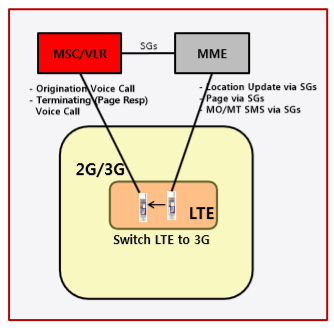 SGs
MSC/VLR
MME
- Origination Voice Call
- Terminating (Page Resp)
Voice Call
- Location Update via SGs
- Page via SGs
- MO/MT SMS via SGs
2G/3G
LTE
Switch LTE to 3G